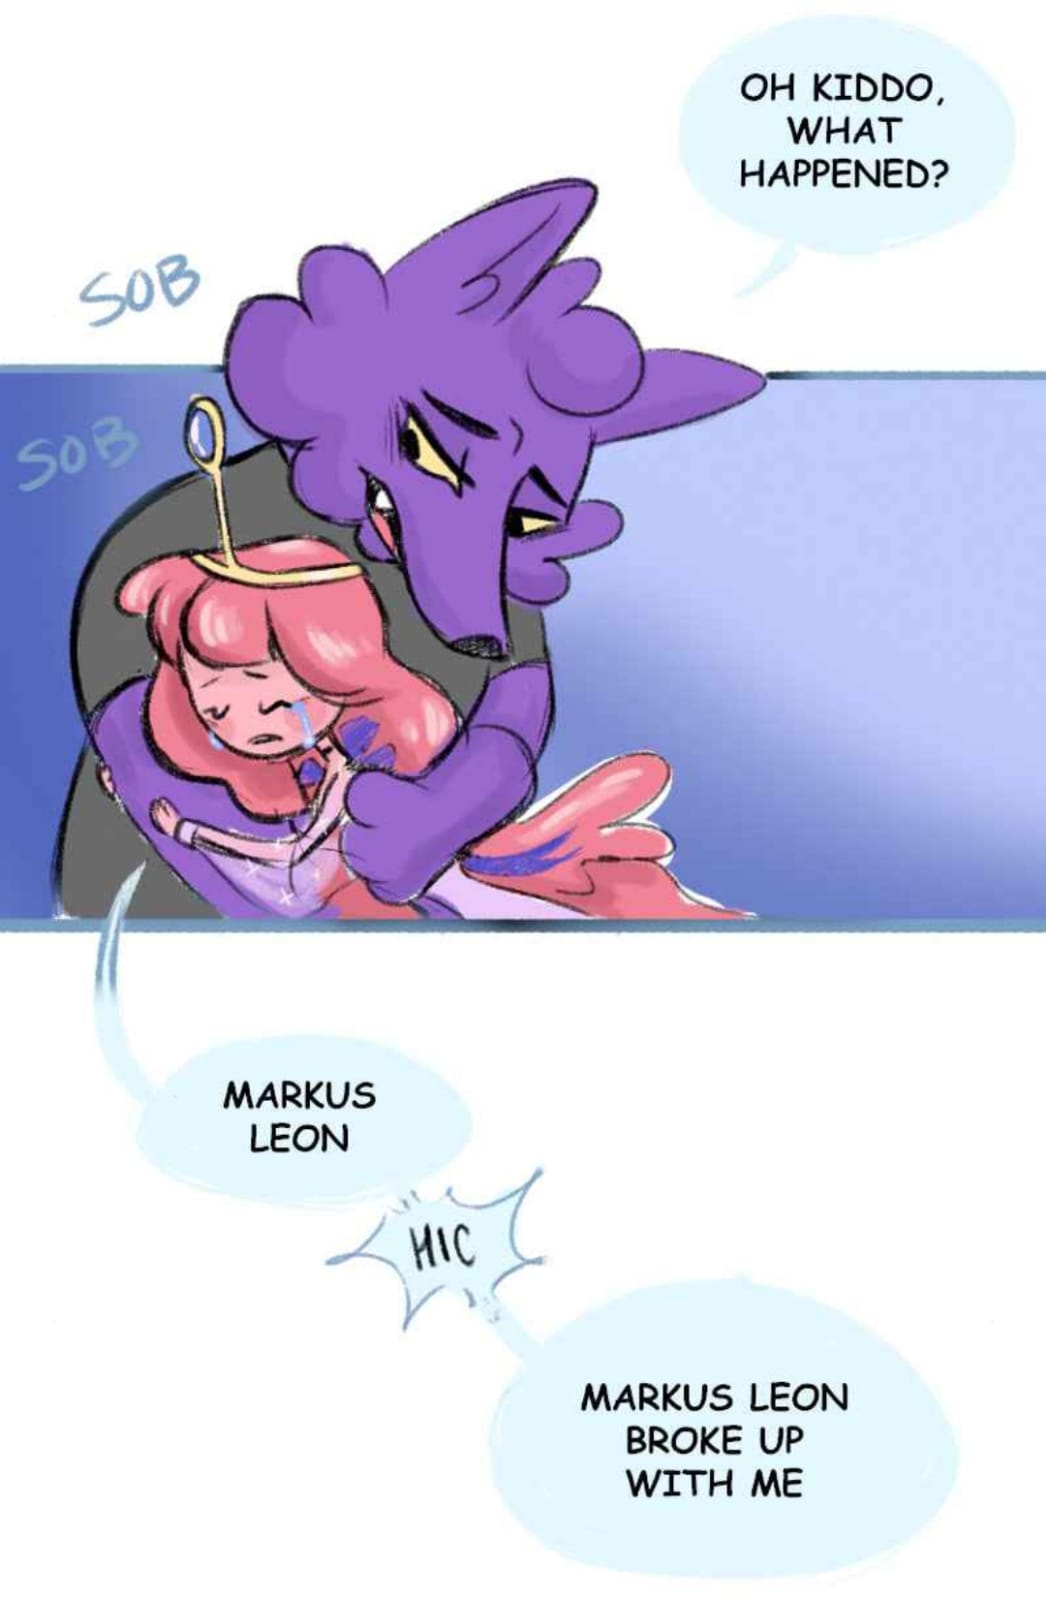 OH KIDDO,
WHAT
HAPPENED?
SOB
SOB
MARKUS
LEON
HIC
MARKUS LEON
BROKE UP
WITH ME